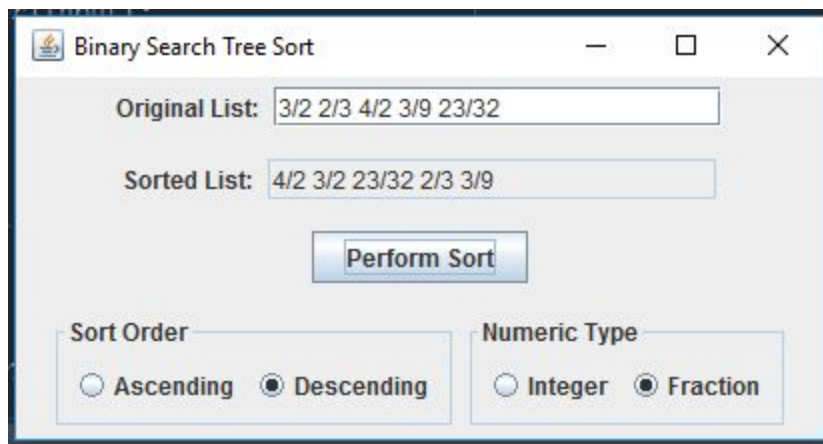 Binary Search Tree Sort
Original List: 3/2 2/3 4/2 3/9 23/32
Sorted List: 4/2 3/2 23/32 2/3 3/9
Perform Sort
Sort Order
Ascending Descending
Numeric Type
Integer Fraction